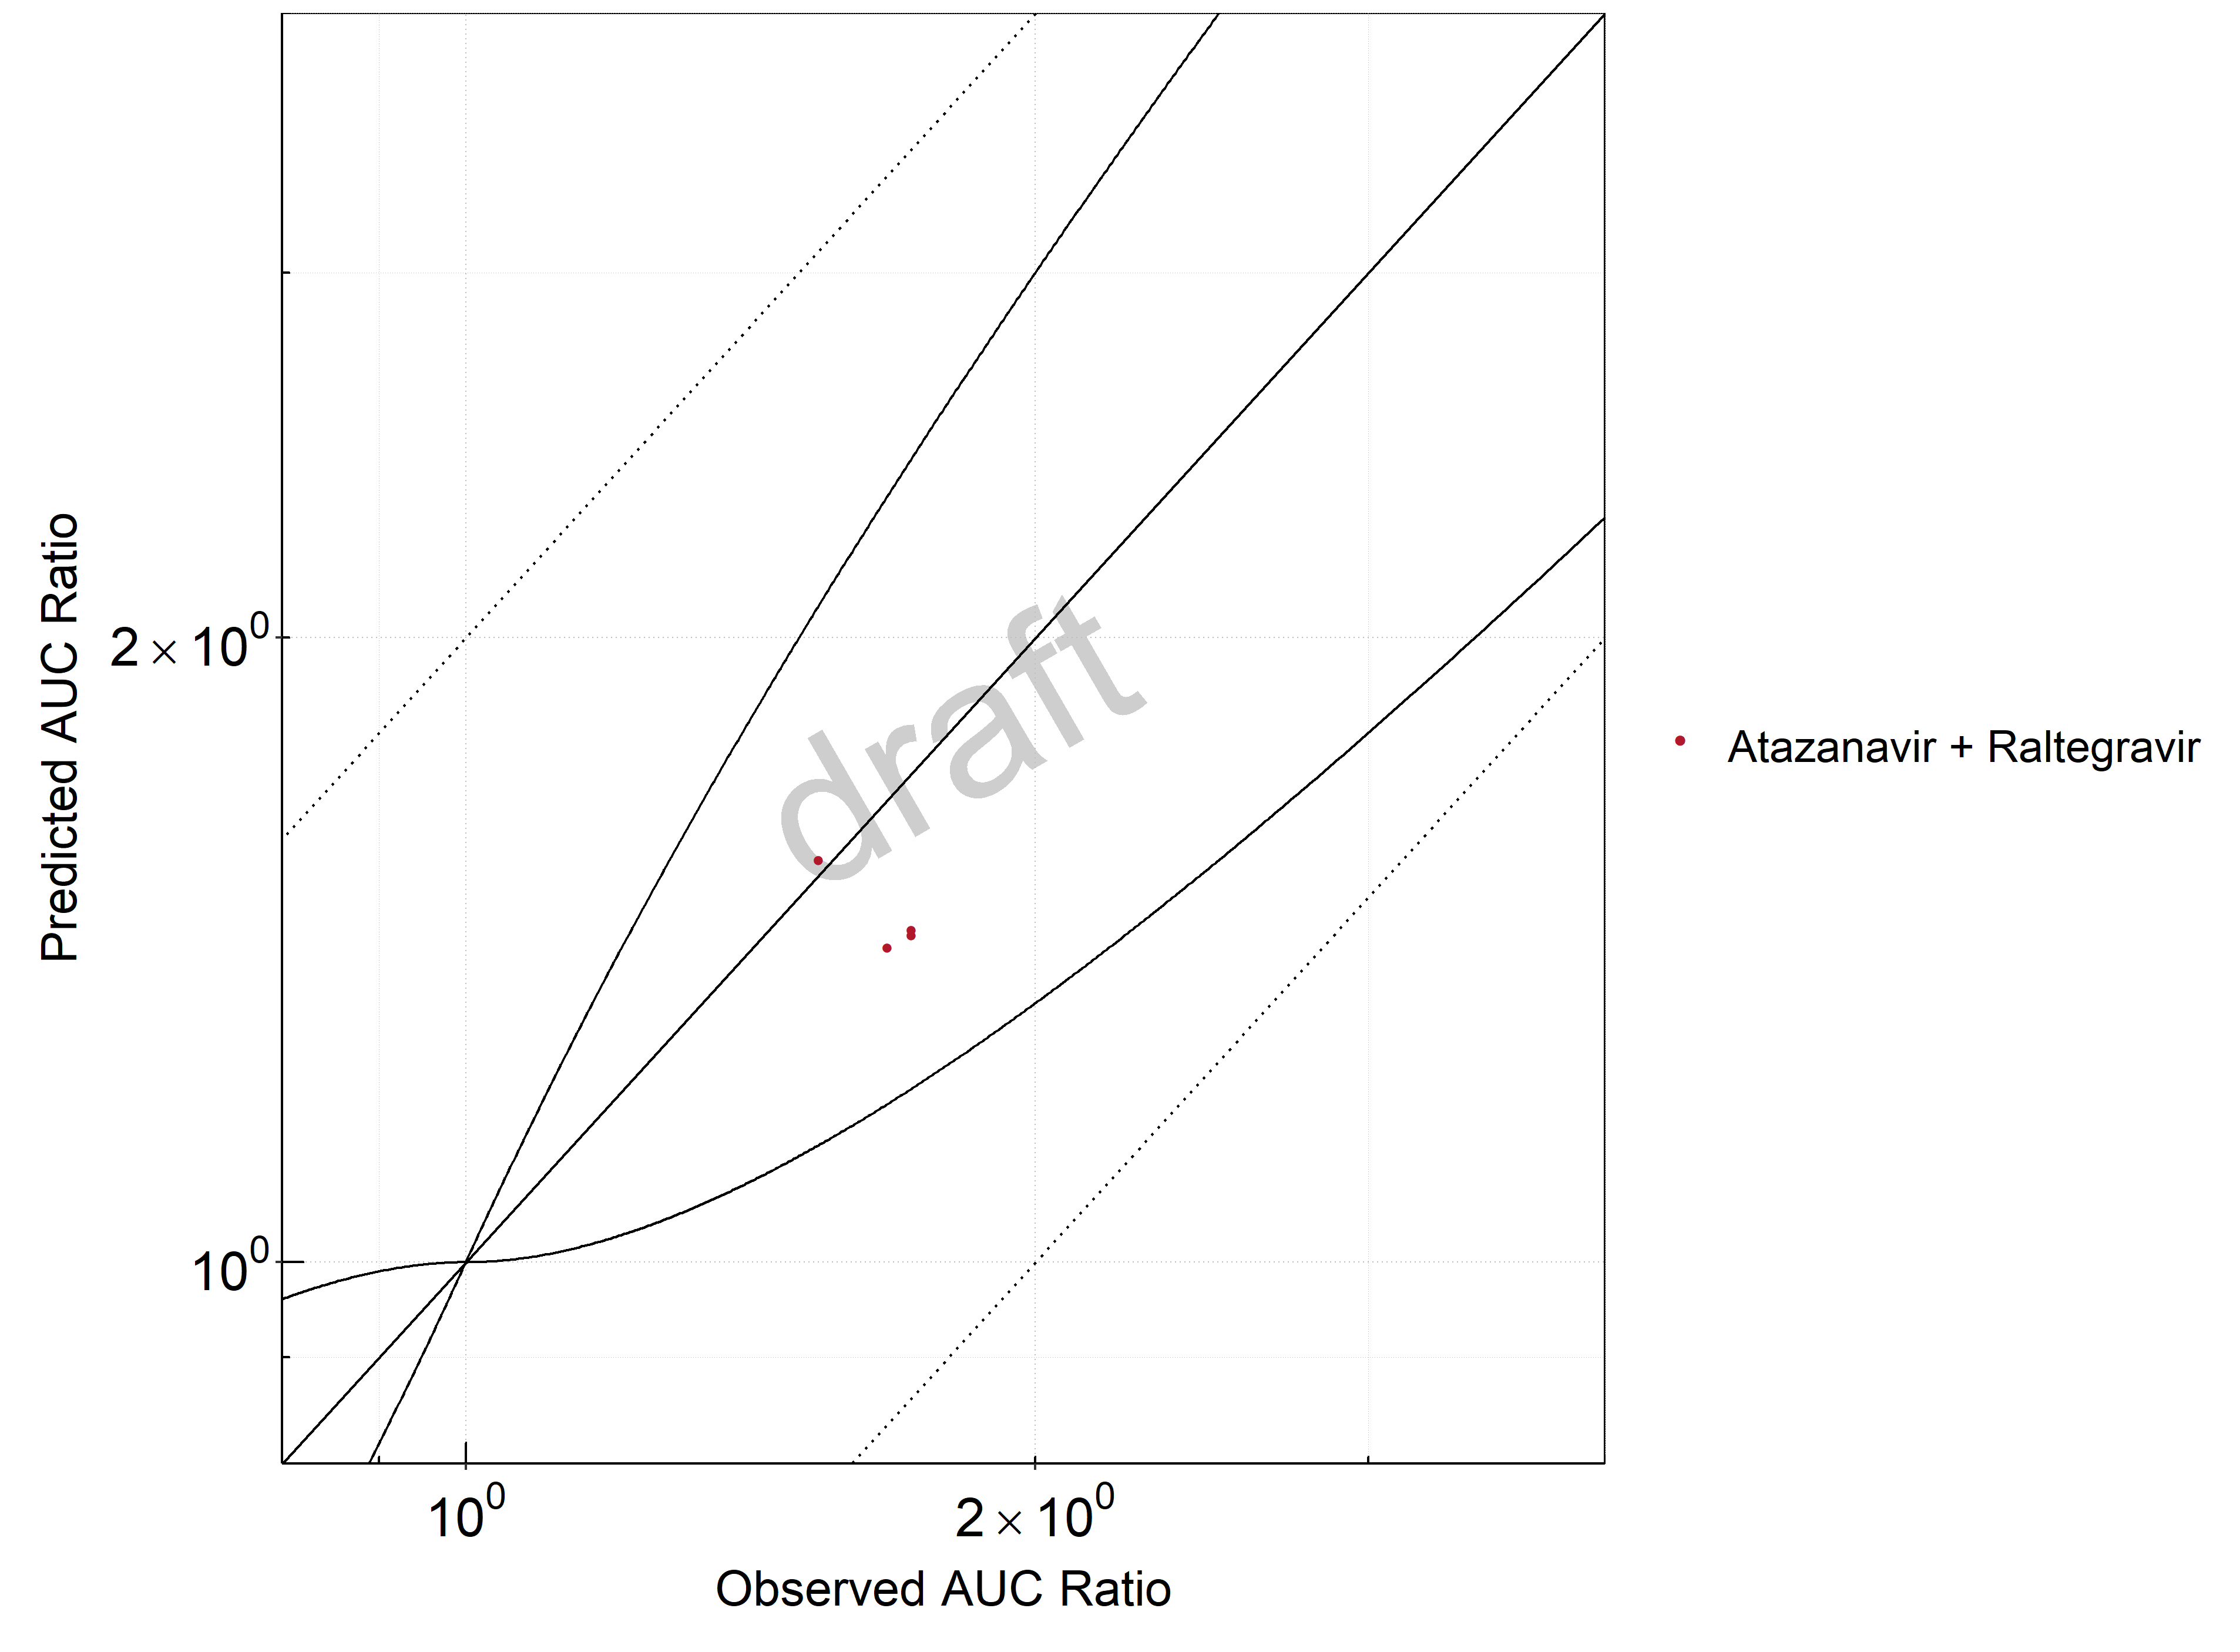 Predicted AUC Ratio
2 × 10⁰
10⁰
draft
Atazanavir + Raltegravir
10⁰
2 × 10⁰
Observed AUC Ratio